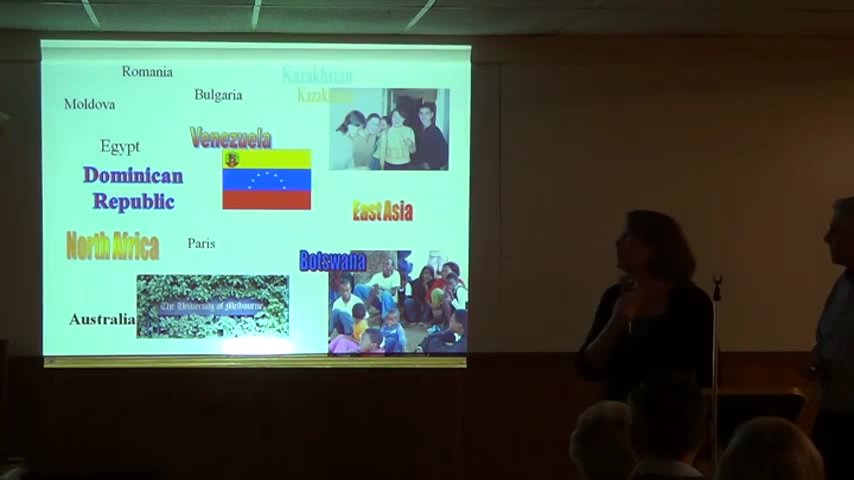 Romania
Kazakhstan
Kazakhstan
Moldova
Bulgaria
Egypt
Venezuela
Dominican
Republic
East Asia
North Africa
Paris
Botswana
The University of Melbourne
Australia